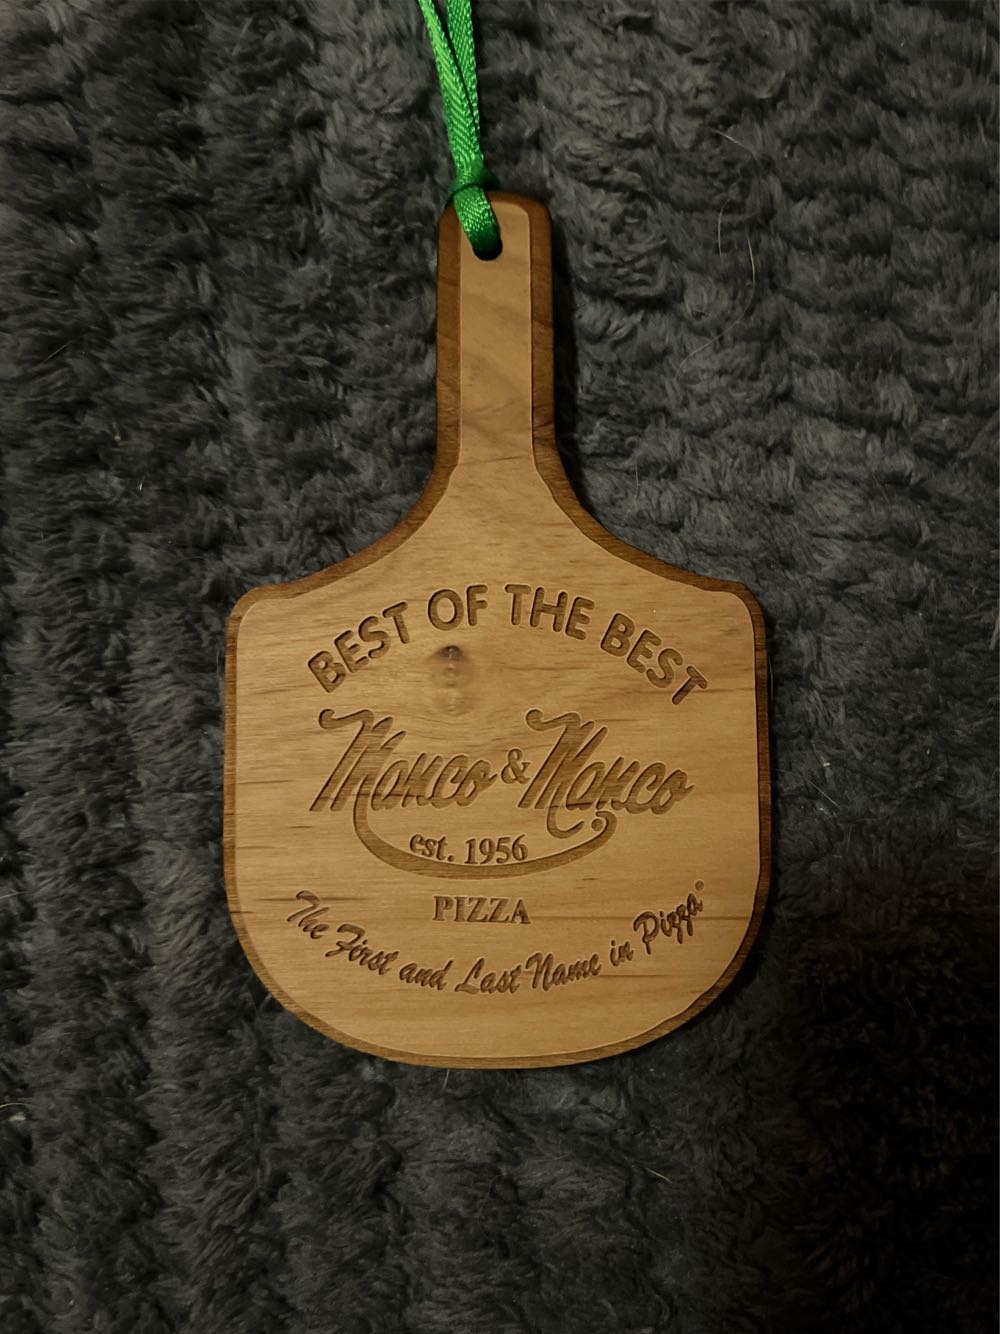 BEST OF THE BEST
Manco & Manco®
est. 1956
PIZZA
The First and Last Name in Pizza®